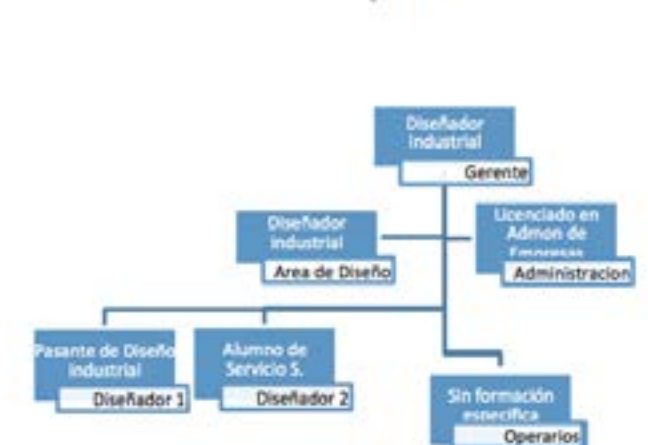 Diseñador
industrial
Gerente
Diseñador
industrial
Area de Diseño
Licenciado en
Admon de
Empresas
Administracion
Pasante de Diseño
industrial
Diseñador 1
Alumno de
Servicio S.
Diseñador 2
Sin formación
especifica
Operarios